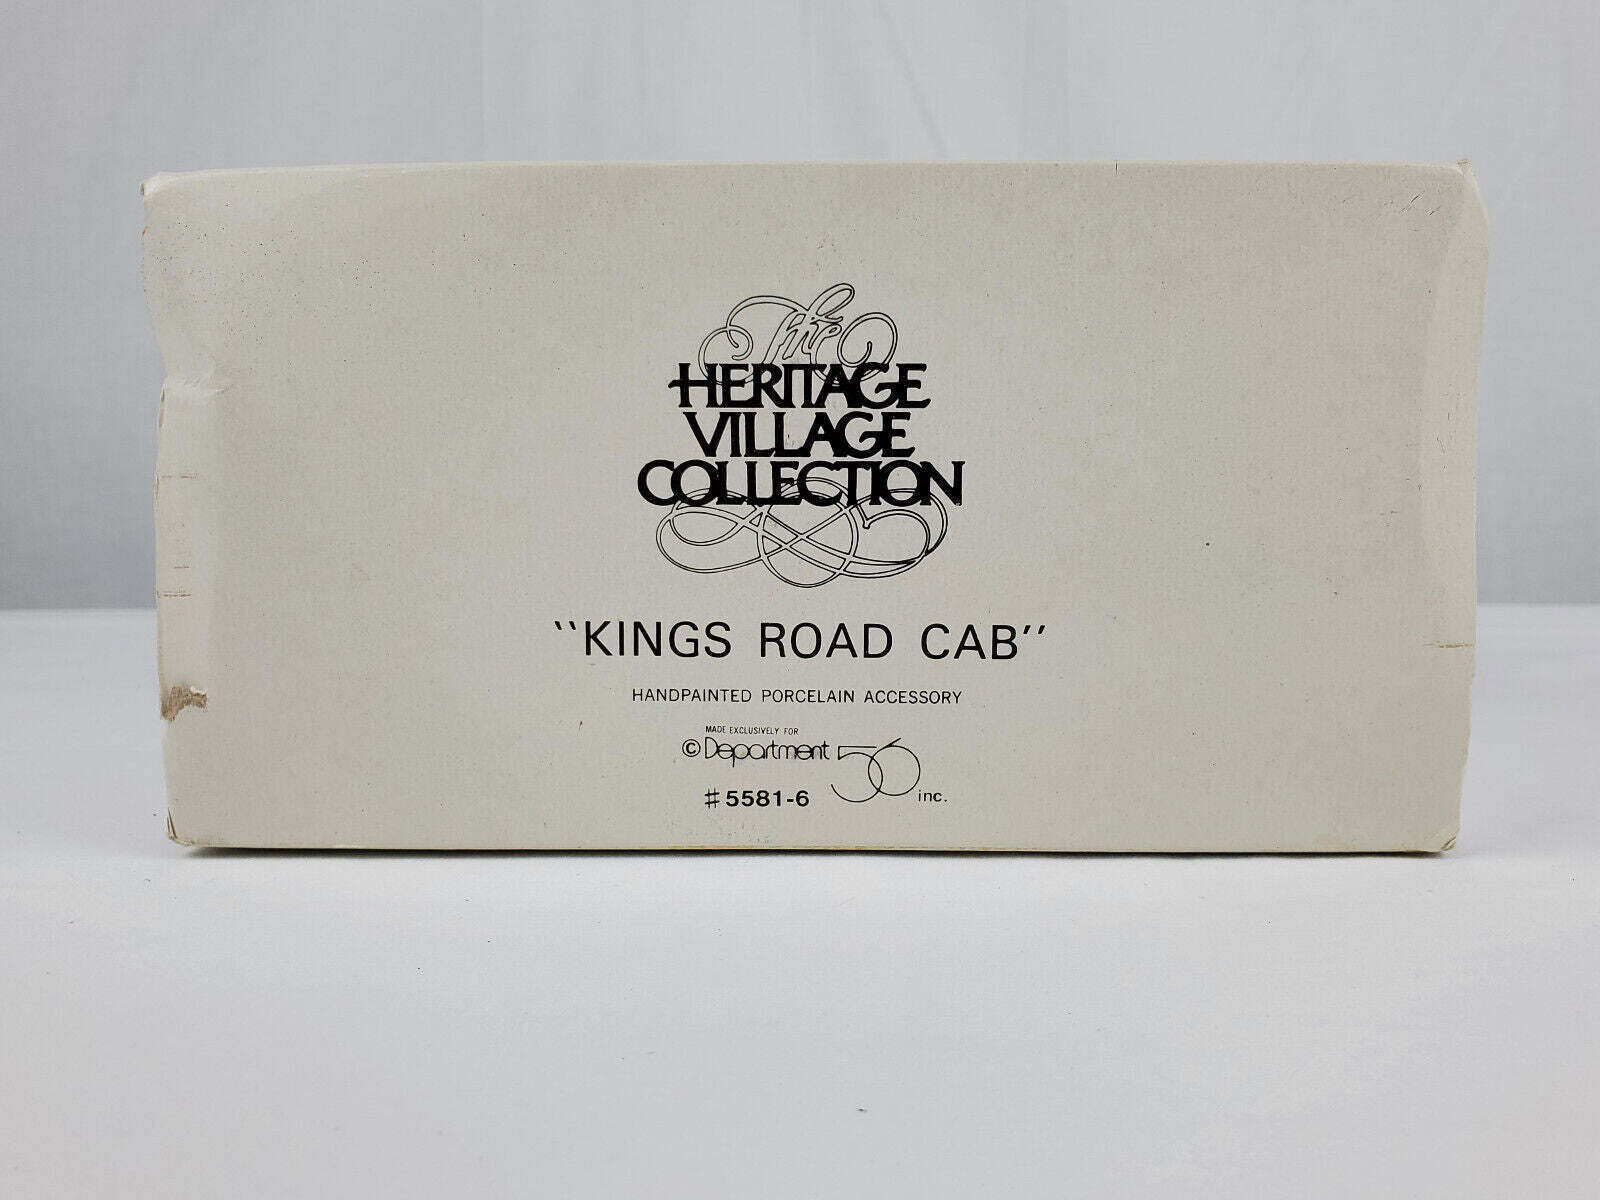 The
HERITAGE
VILLAGE
COLLECTION
"KINGS ROAD CAB"
HANDPAINTED PORCELAIN ACCESSORY
MADE EXCLUSIVELY FOR
©Department 56 inc.
#5581-6